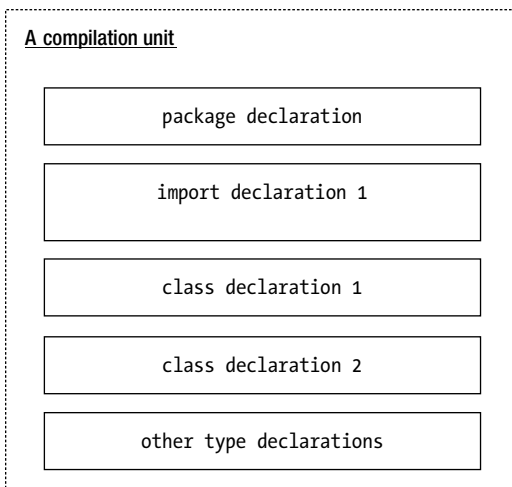 A compilation unit
package declaration
import declaration 1
class declaration 1
class declaration 2
other type declarations